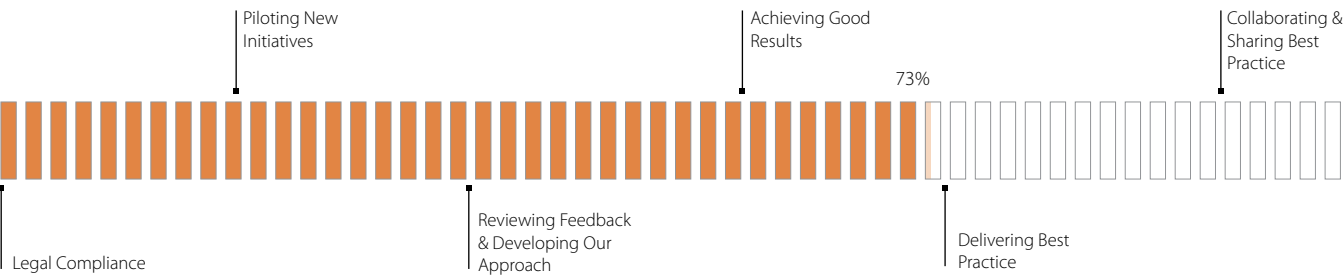 Piloting New
Initiatives
Achieving Good
Results
Collaborating &
Sharing Best
Practice
73%
Legal Compliance
Reviewing Feedback
& Developing Our
Approach
Delivering Best
Practice